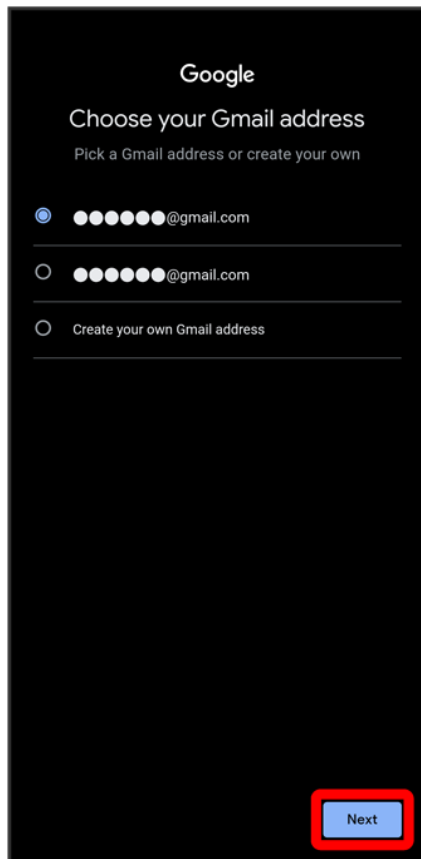 Google
Choose your Gmail address
Pick a Gmail address or create your own
●●●●●●@gmail.com
●●●●●●@gmail.com
Create your own Gmail address
Next